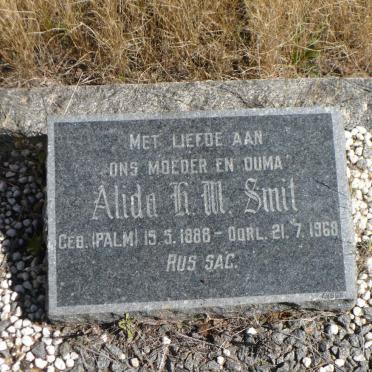 MET LIEFDE AAN
ONS MOEDER EN OUMA
Alida H. M. Smit
GEB. (PALM) 15.5.1888 - OORL. 21.7.1968
RUS SAG.